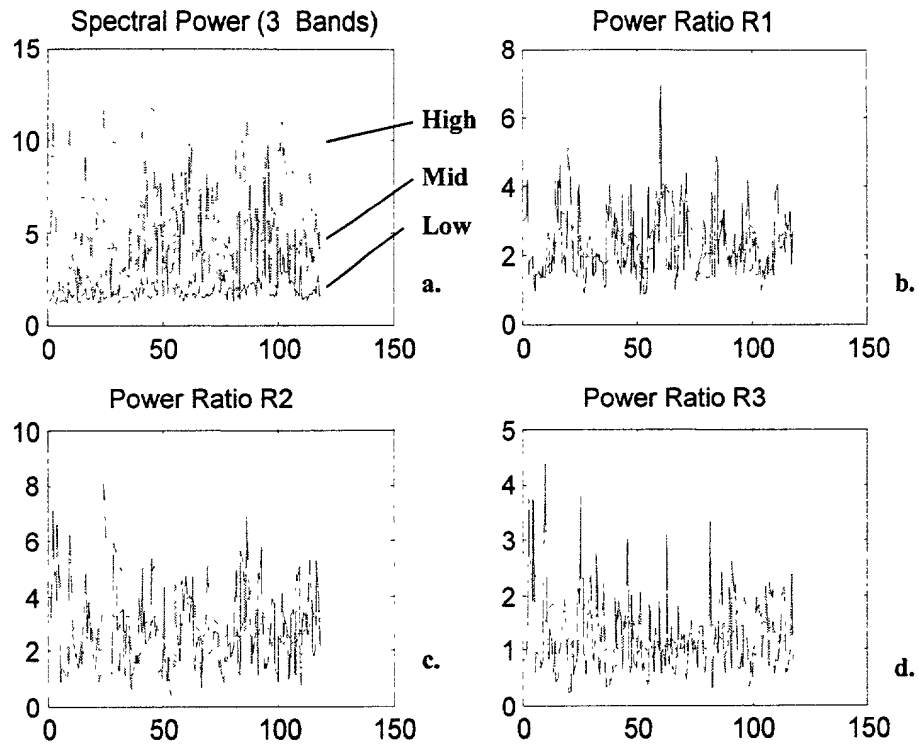 Spectral Power (3 Bands)
15
10
5
0
0 50 100 150
High
Mid
Low
a.
Power Ratio R1
8
6
4
2
0
0 50 100 150
b.
Power Ratio R2
10
8
6
4
2
0
0 50 100 150
c.
Power Ratio R3
5
4
3
2
1
0
0 50 100 150
d.